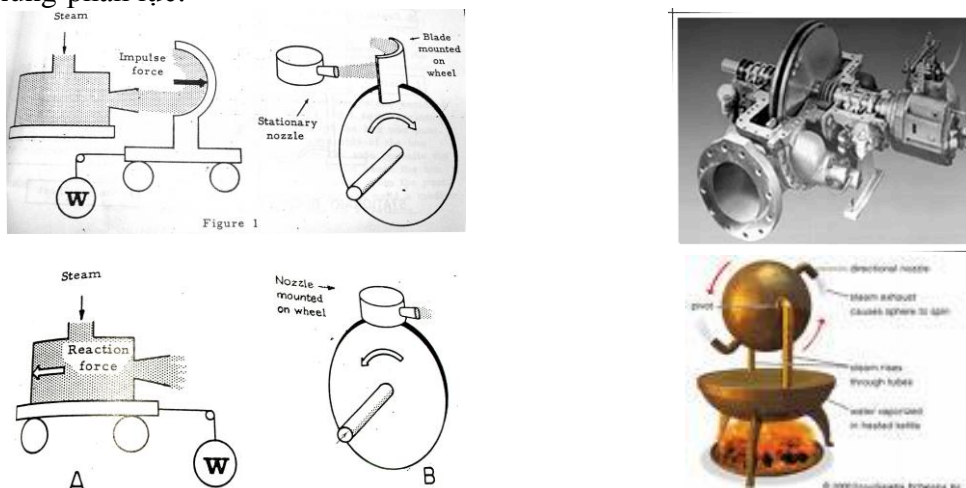 Steam
Impulse
force
W
Blade
mounted
on
wheel
Stationary
nozzle
Figure 1
Steam
Reaction
force
W
A
Nozzle
mounted
on wheel
B
directional nozzle
pivot
steam exhaust
causes sphere to spin
steam rises
through tubes
water vaporized
in heated kettle